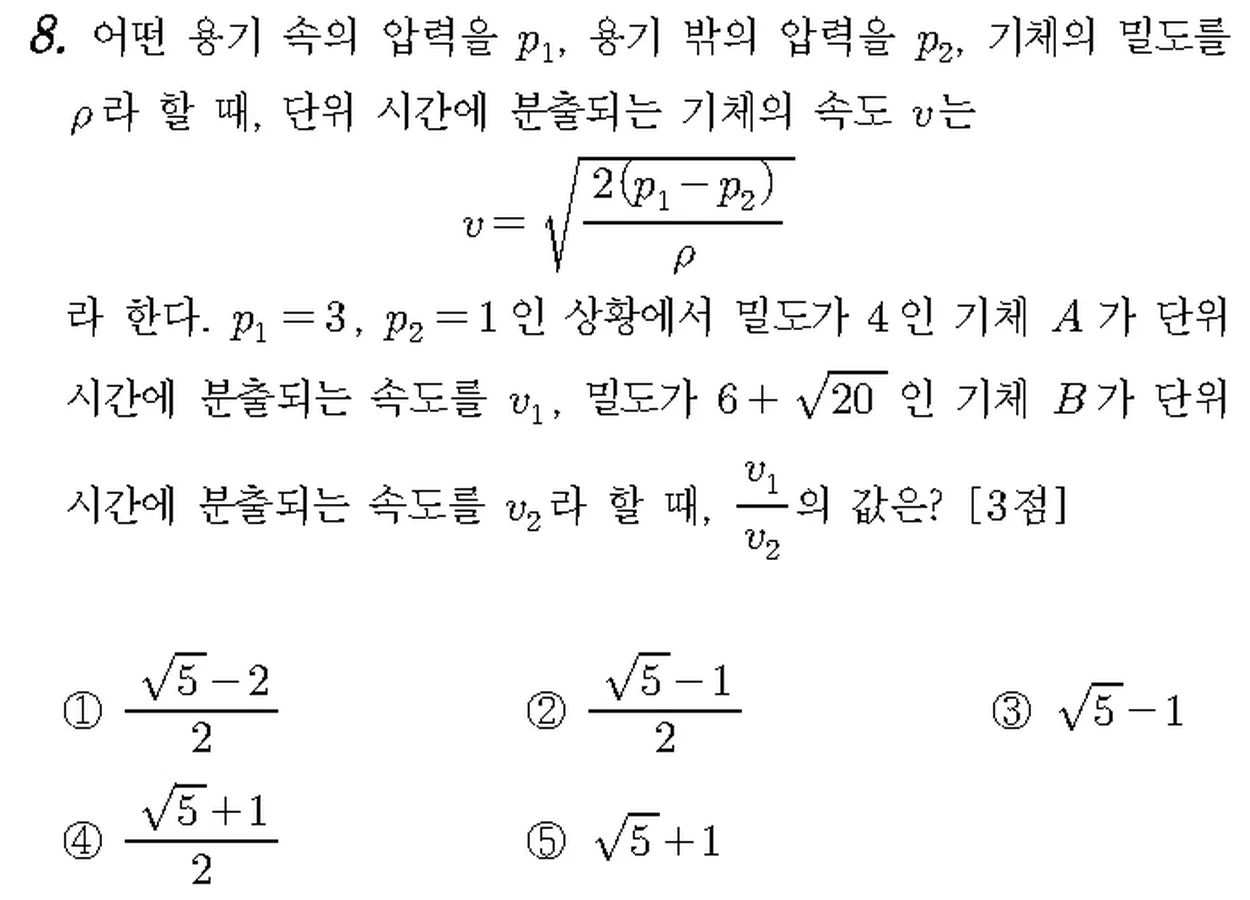 8. 어떤 용기 속의 압력을 p₁, 용기 밖의 압력을 p₂, 기체의 밀도를
ρ라 할 때, 단위 시간에 분출되는 기체의 속도 v는
v = √(2(p₁ − p₂)/ρ)
라 한다. p₁ = 3, p₂ = 1 인 상황에서 밀도가 4 인 기체 A 가 단위
시간에 분출되는 속도를 v₁, 밀도가 6 + √20 인 기체 B가 단위
시간에 분출되는 속도를 v₂라 할 때, v₁/v₂의 값은? [3점]
① (√5 − 2)/2 ② (√5 − 1)/2 ③ √5 − 1
④ (√5 + 1)/2 ⑤ √5 + 1